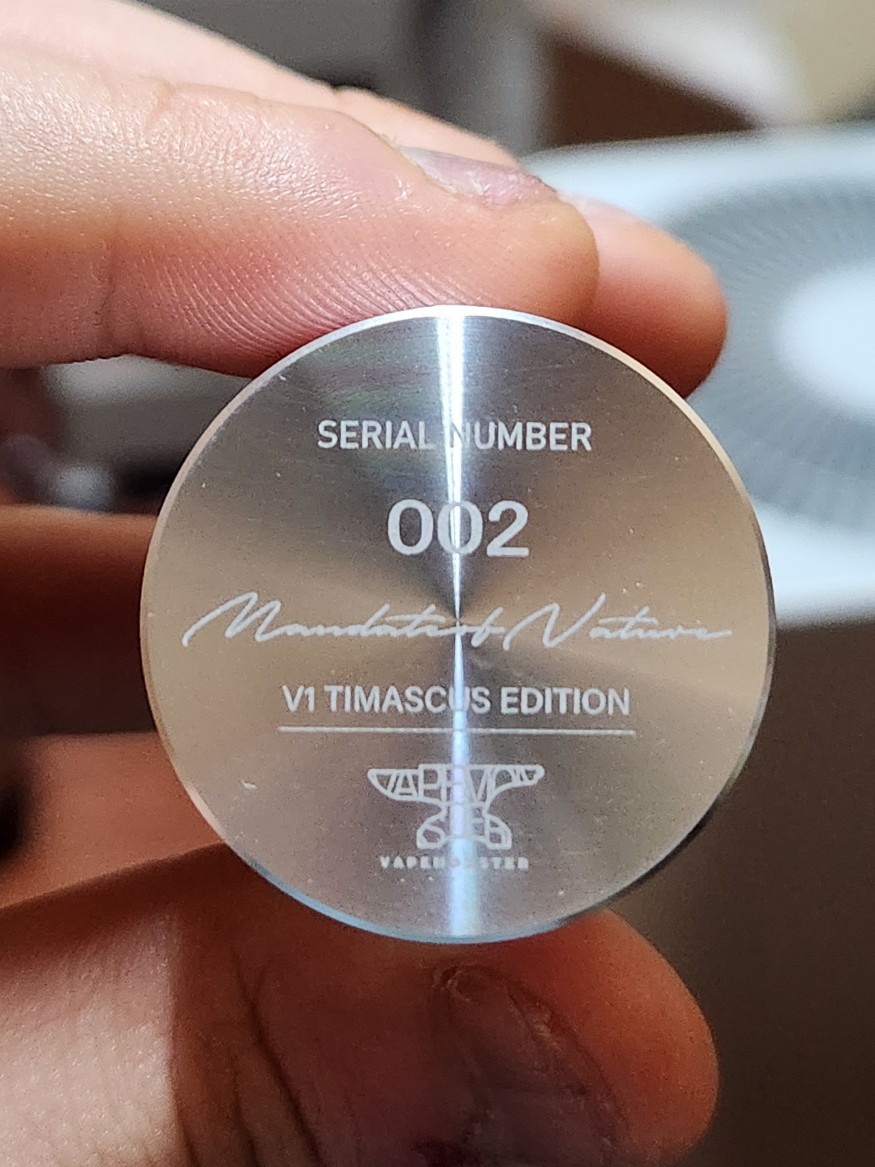 SERIAL NUMBER
002
Mandate of Nature
V1 TIMASCUS EDITION
VAPEMONSTER